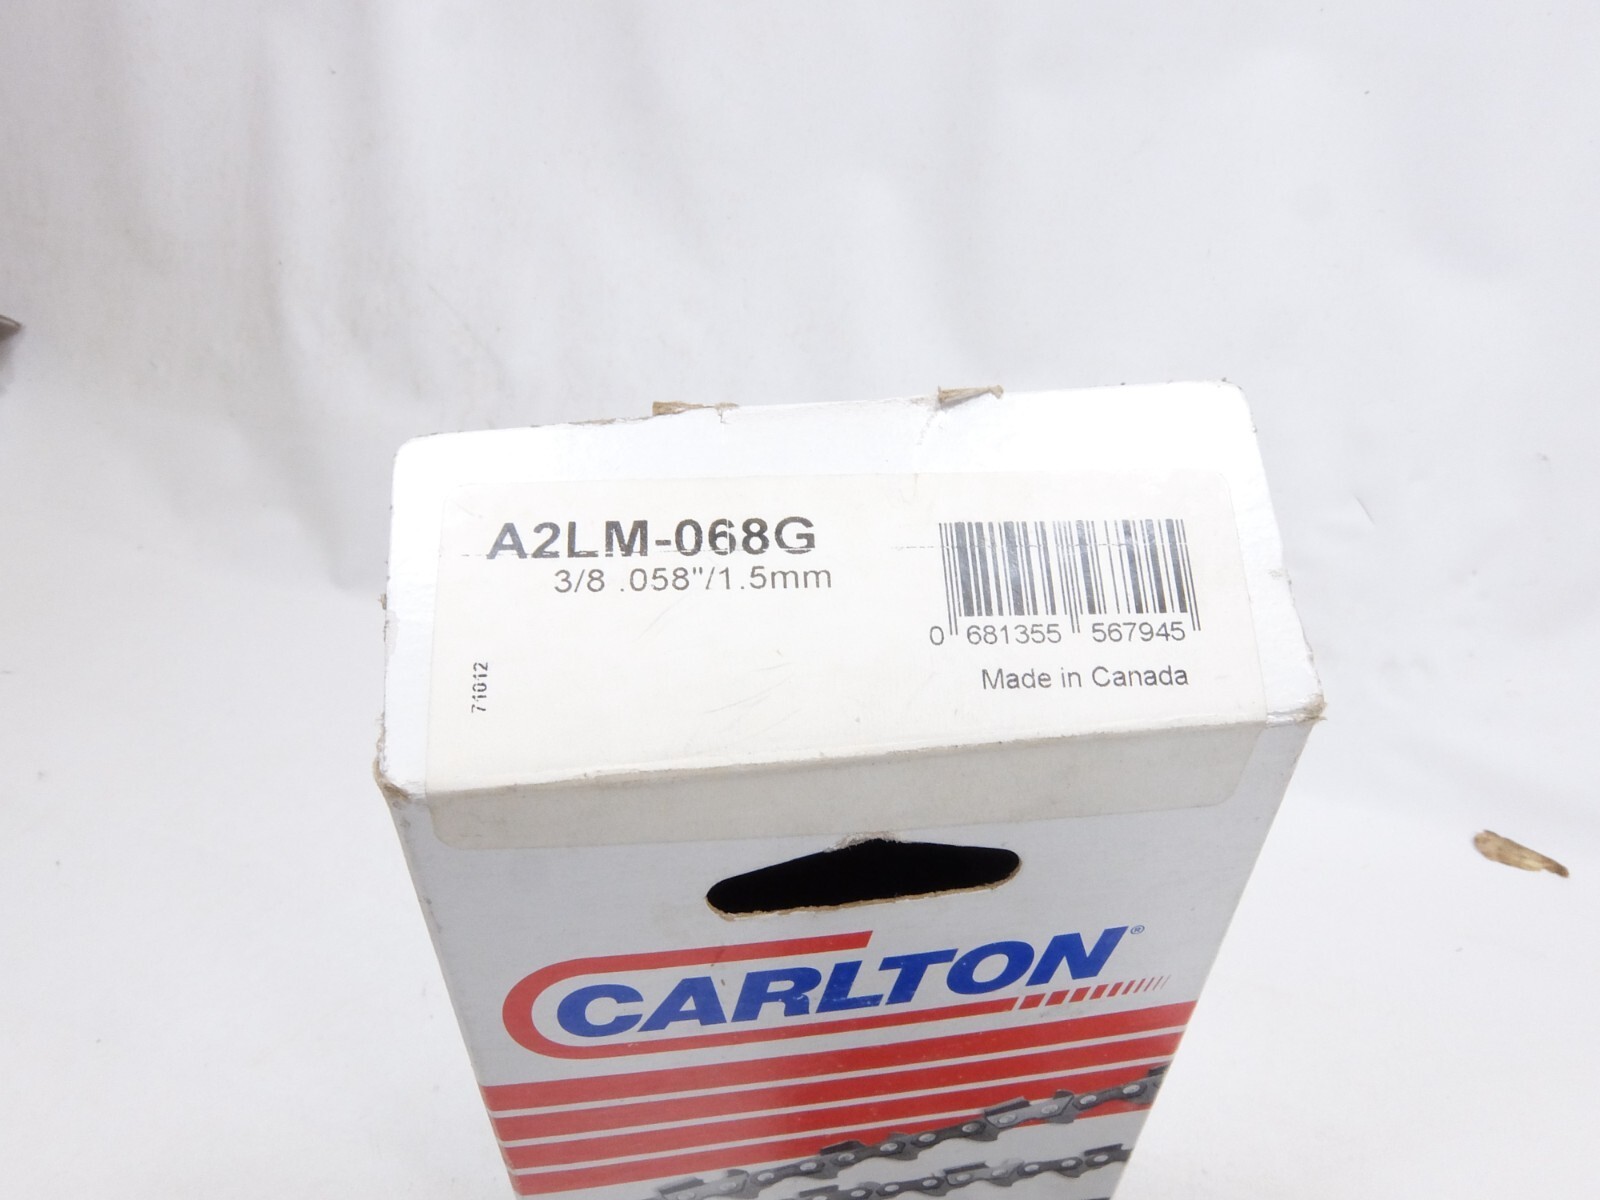 A2LM-068G
3/8 .058"/1.5mm
0 681355 567945
Made in Canada
71012
CARLTON®